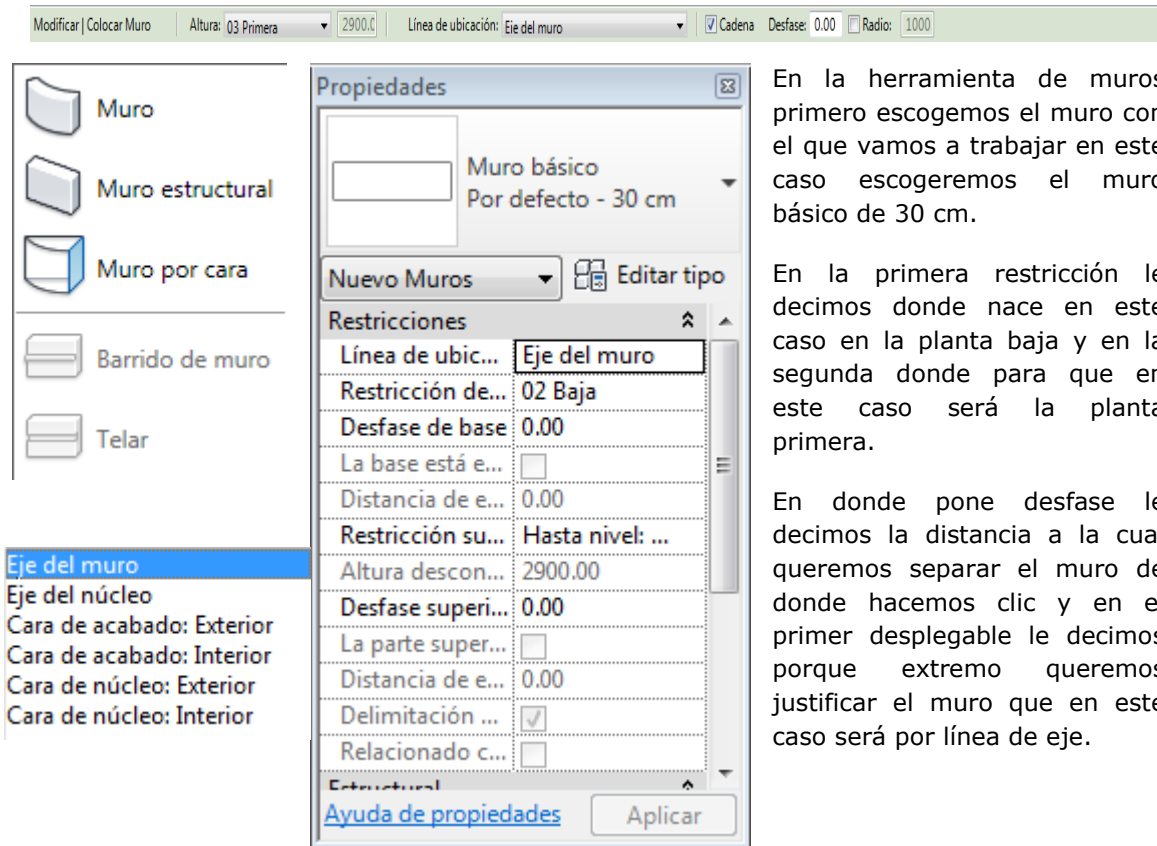 Modificar | Colocar Muro Altura: 03 Primera 2900.0 Línea de ubicación: Eje del muro Cadena Desfase: 0.00 Radio: 1000
Muro
Muro estructural
Muro por cara
Barrido de muro
Telar
Eje del muro
Eje del núcleo
Cara de acabado: Exterior
Cara de acabado: Interior
Cara de núcleo: Exterior
Cara de núcleo: Interior
Propiedades
Muro básico
Por defecto - 30 cm
Nuevo Muros Editar tipo
Restricciones
Línea de ubic... Eje del muro
Restricción de... 02 Baja
Desfase de base 0.00
La base está e...
Distancia de e... 0.00
Restricción su... Hasta nivel: ...
Altura descon... 2900.00
Desfase superi... 0.00
La parte super...
Distancia de e... 0.00
Delimitación ...
Relacionado c...
Estructural
Ayuda de propiedades Aplicar
En la herramienta de muros
primero escogemos el muro con
el que vamos a trabajar en este
caso escogeremos el muro
básico de 30 cm.
En la primera restricción le
decimos donde nace en este
caso en la planta baja y en la
segunda donde para que en
este caso será la planta
primera.
En donde pone desfase le
decimos la distancia a la cual
queremos separar el muro de
donde hacemos clic y en el
primer desplegable le decimos
porque extremo queremos
justificar el muro que en este
caso será por línea de eje.